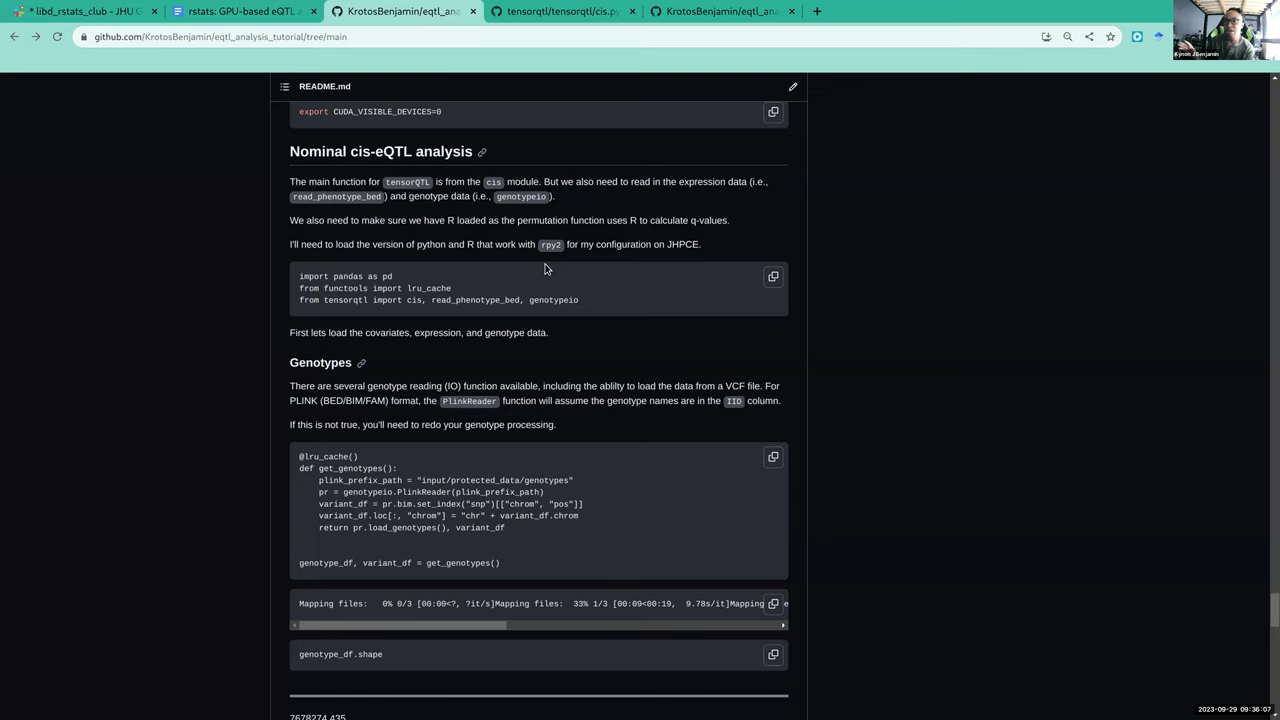 * libd_rstats_club - JHU G
rstats: GPU-based eQTL a
KrotosBenjamin/eqtl_ana
tensorqtl/tensorqtl/cis.py
KrotosBenjamin/eqtl_ana
github.com/KrotosBenjamin/eqtl_analysis_tutorial/tree/main
Kynon J Benjamin
README.md
export CUDA_VISIBLE_DEVICES=0
Nominal cis-eQTL analysis
The main function for tensorQTL is from the cis module. But we also need to read in the expression data (i.e.,
read_phenotype_bed) and genotype data (i.e., genotypeio).
We also need to make sure we have R loaded as the permutation function uses R to calculate q-values.
I'll need to load the version of python and R that work with rpy2 for my configuration on JHPCE.
import pandas as pd
from functools import lru_cache
from tensorqtl import cis, read_phenotype_bed, genotypeio
First lets load the covariates, expression, and genotype data.
Genotypes
There are several genotype reading (IO) function available, including the ablilty to load the data from a VCF file. For
PLINK (BED/BIM/FAM) format, the PlinkReader function will assume the genotype names are in the IID column.
If this is not true, you'll need to redo your genotype processing.
@lru_cache()
def get_genotypes():
plink_prefix_path = "input/protected_data/genotypes"
pr = genotypeio.PlinkReader(plink_prefix_path)
variant_df = pr.bim.set_index("snp")[["chrom", "pos"]]
variant_df.loc[:, "chrom"] = "chr" + variant_df.chrom
return pr.load_genotypes(), variant_df
genotype_df, variant_df = get_genotypes()
Mapping files:   0% 0/3 [00:00<?, ?it/s]Mapping files:  33% 1/3 [00:09<00:19,  9.78s/it]Mapping
genotype_df.shape
7678274,435
2023-09-29 09:36:07